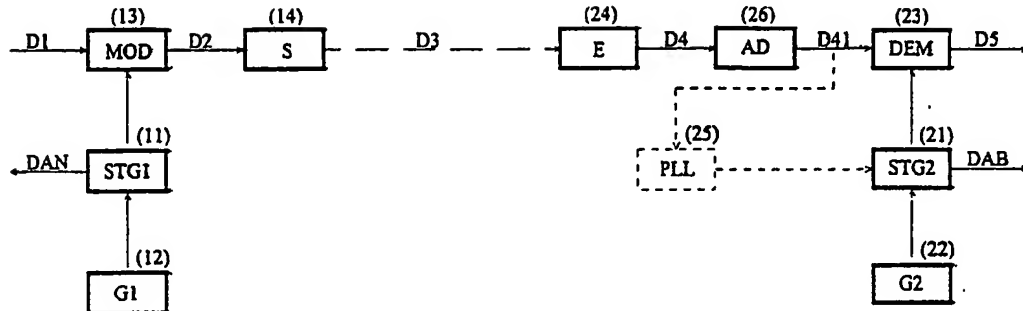 (13) (14) (24) (26) (23)
D1 MOD D2 S D3 E D4 AD D41 DEM D5
(11) (25) (21)
DAN STG1 PLL STG2 DAB
(12) (22)
G1 G2